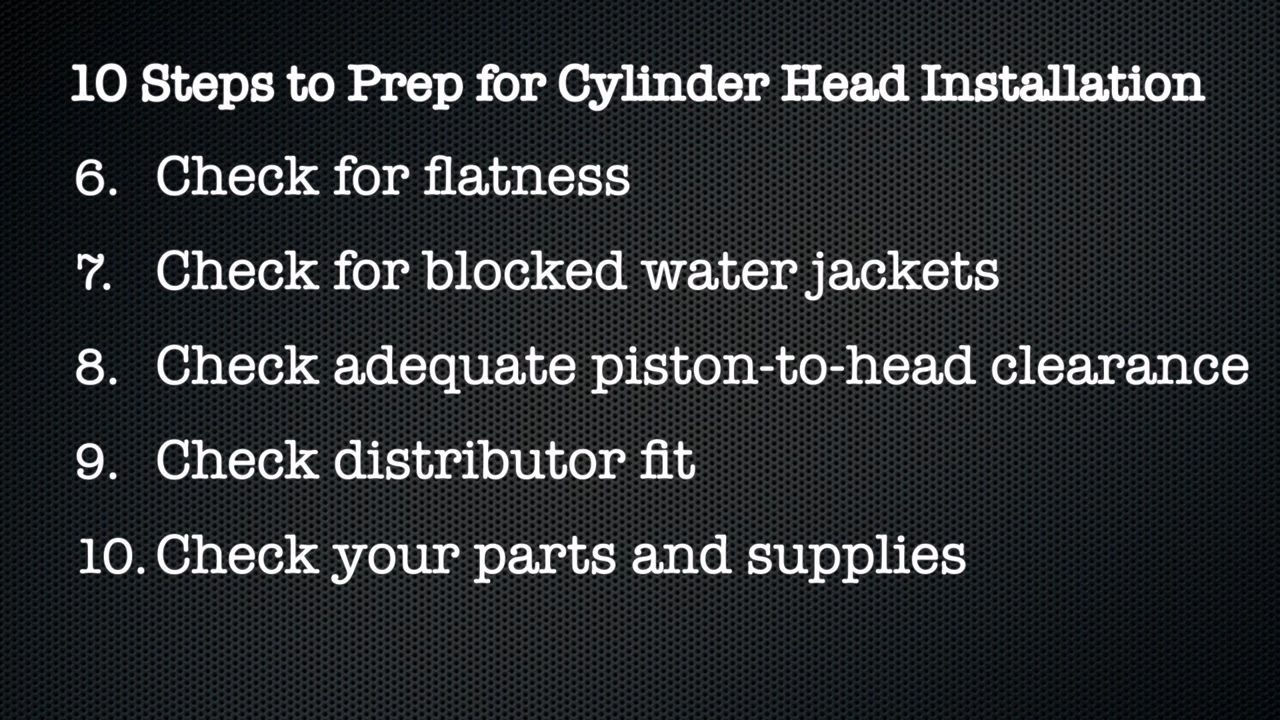 10 Steps to Prep for Cylinder Head Installation
6. Check for flatness
7. Check for blocked water jackets
8. Check adequate piston-to-head clearance
9. Check distributor fit
10. Check your parts and supplies